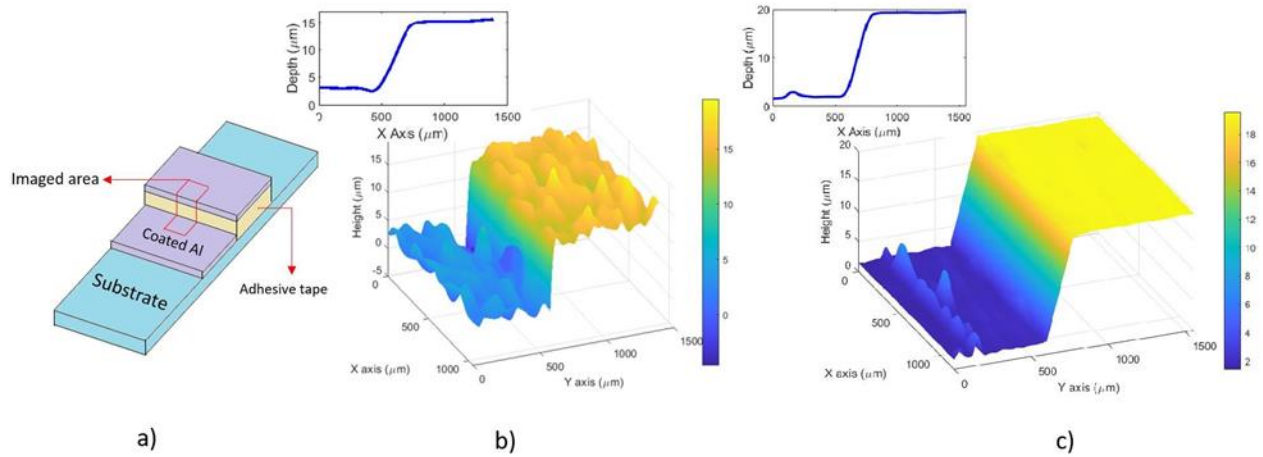 Imaged area
Coated Al
Substrate
Adhesive tape
a)
Depth (μm)
15
10
5
0
0 500 1000 1500
X Axis (μm)
Height (μm)
15
10
5
0
-5
0
500
1000
X axis (μm)
0
500
1000
1500
Y axis (μm)
15
10
5
0
b)
Depth (μm)
20
10
0
0 500 1000 1500
X Axis (μm)
Height (μm)
20
15
10
5
0
0
500
1000
X axis (μm)
0
500
1000
1500
Y axis (μm)
18
16
14
12
10
8
6
4
2
c)